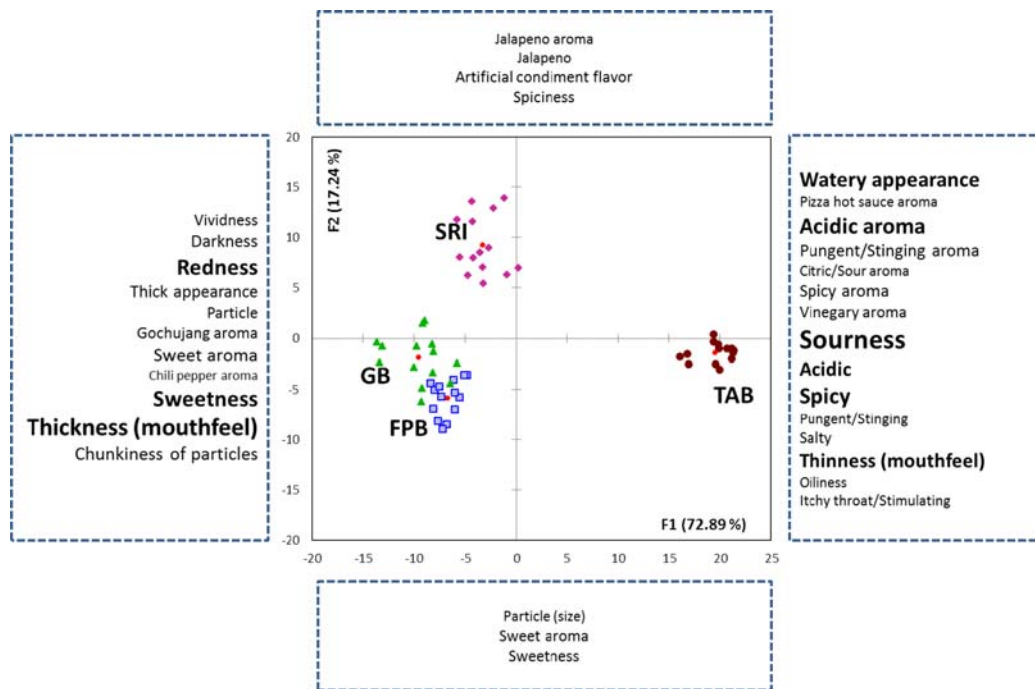 Jalapeno aroma
Jalapeno
Artificial condiment flavor
Spiciness
Vividness
Darkness
Redness
Thick appearance
Particle
Gochujang aroma
Sweet aroma
Chili pepper aroma
Sweetness
Thickness (mouthfeel)
Chunkiness of particles
20
15
10
5
0
-5
-10
-15
-20
F2 (17.24 %)
SRI
GB
FPB
TAB
F1 (72.89 %)
-20 -15 -10 -5 0 5 10 15 20 25
Watery appearance
Pizza hot sauce aroma
Acidic aroma
Pungent/Stinging aroma
Citric/Sour aroma
Spicy aroma
Vinegary aroma
Sourness
Acidic
Spicy
Pungent/Stinging
Salty
Thinness (mouthfeel)
Oiliness
Itchy throat/Stimulating
Particle (size)
Sweet aroma
Sweetness